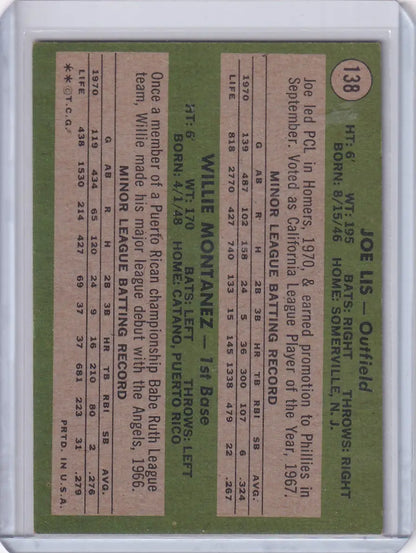 138
JOE LIS — Outfield
HT: 6' WT: 195 BATS: RIGHT THROWS: RIGHT
BORN: 8/15/46 HOME: SOMERVILLE, N. J.
Joe led PCL in Homers, 1970, & earned promotion to Phillies in
September. Voted as California League Player of the Year, 1967.
MINOR LEAGUE BATTING RECORD
G AB R H 2B 3B HR TB RBI SB AVG.
1970 139 487 102 158 24 5 36 300 107 6 .324
LIFE 818 2770 427 740 133 15 145 1338 479 22 .267
WILLIE MONTANEZ — 1st Base
HT: 6' WT: 170 BATS: LEFT THROWS: LEFT
BORN: 4/1/48 HOME: CATANO, PUERTO RICO
Once a member of a Puerto Rican championship Babe Ruth League
team, Willie made his major league debut with the Angels, 1966.
MINOR LEAGUE BATTING RECORD
G AB R H 2B 3B HR TB RBI SB AVG.
1970 119 434 65 120 24 9 16 210 80 2 .276
LIFE 438 1530 214 427 69 37 37 681 223 31 .279
**©T.C.G. PRTD. IN U.S.A.